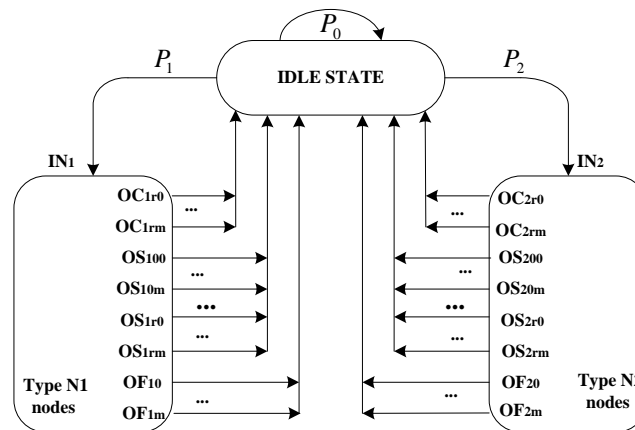 P0
P1
P2
IDLE STATE
IN1
IN2
OC1r0
...
OC1rm
OS100
...
OS10m
...
OS1r0
...
OS1rm
OF10
...
OF1m
Type N1
nodes
OC2r0
...
OC2rm
OS200
...
OS20m
...
OS2r0
...
OS2rm
OF20
...
OF2m
Type
nodes